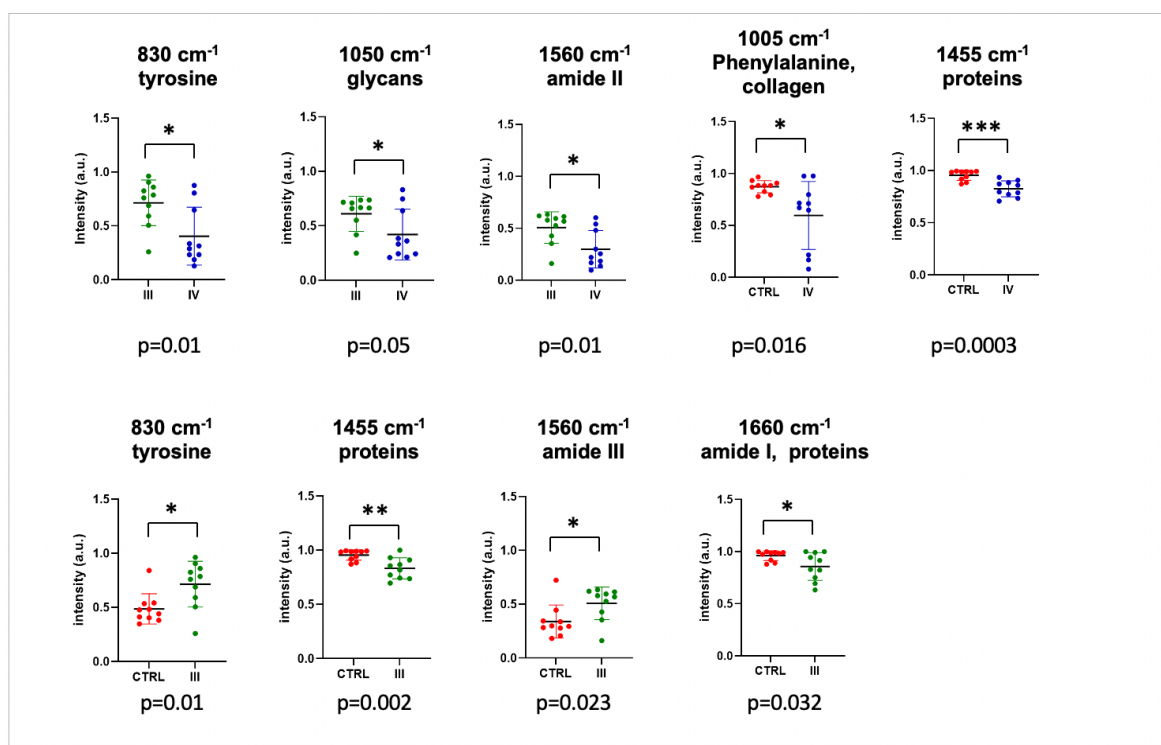 830 cm-1
tyrosine
1050 cm-1
glycans
1560 cm-1
amide II
1005 cm-1
Phenylalanine,
collagen
1455 cm-1
proteins
Intensity (a.u.)
1.5
1.0
0.5
0.0
*
III IV
intensity (a.u.)
1.5
1.0
0.5
0.0
*
III IV
intensity (a.u.)
1.5
1.0
0.5
0.0
*
III IV
intensity (a.u.)
1.5
1.0
0.5
0.0
*
CTRL IV
intensity (a.u.)
1.5
1.0
0.5
0.0
***
CTRL IV
p=0.01
p=0.05
p=0.01
p=0.016
p=0.0003
830 cm-1
tyrosine
1455 cm-1
proteins
1560 cm-1
amide III
1660 cm-1
amide I, proteins
intensity (a.u.)
1.5
1.0
0.5
0.0
*
CTRL III
intensity (a.u.)
1.5
1.0
0.5
0.0
**
CTRL III
intensity (a.u.)
1.5
1.0
0.5
0.0
*
CTRL III
intensity (a.u.)
1.5
1.0
0.5
0.0
*
CTRL III
p=0.01
p=0.002
p=0.023
p=0.032